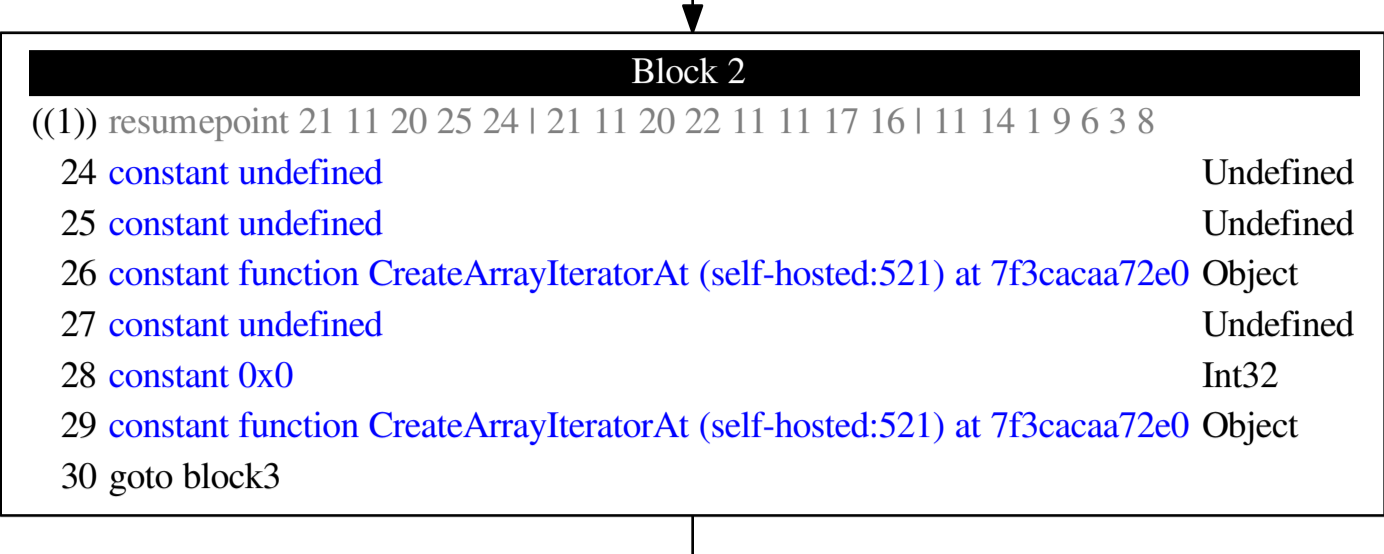 Block 2
((1)) resumepoint 21 11 20 25 24 | 21 11 20 22 11 11 17 16 | 11 14 1 9 6 3 8
24 constant undefined Undefined
25 constant undefined Undefined
26 constant function CreateArrayIteratorAt (self-hosted:521) at 7f3cacaa72e0 Object
27 constant undefined Undefined
28 constant 0x0 Int32
29 constant function CreateArrayIteratorAt (self-hosted:521) at 7f3cacaa72e0 Object
30 goto block3